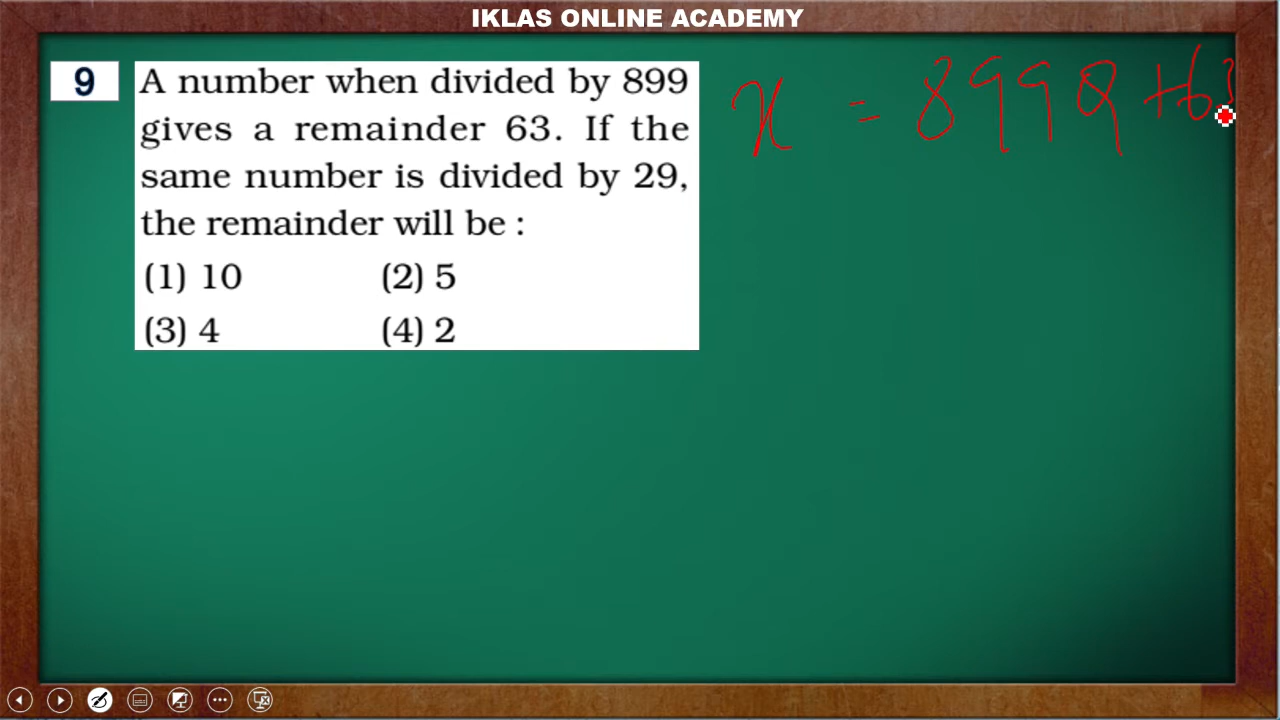 IKLAS ONLINE ACADEMY
9
A number when divided by 899
gives a remainder 63. If the
same number is divided by 29,
the remainder will be :
(1) 10 (2) 5
(3) 4 (4) 2
x = 899Q+63